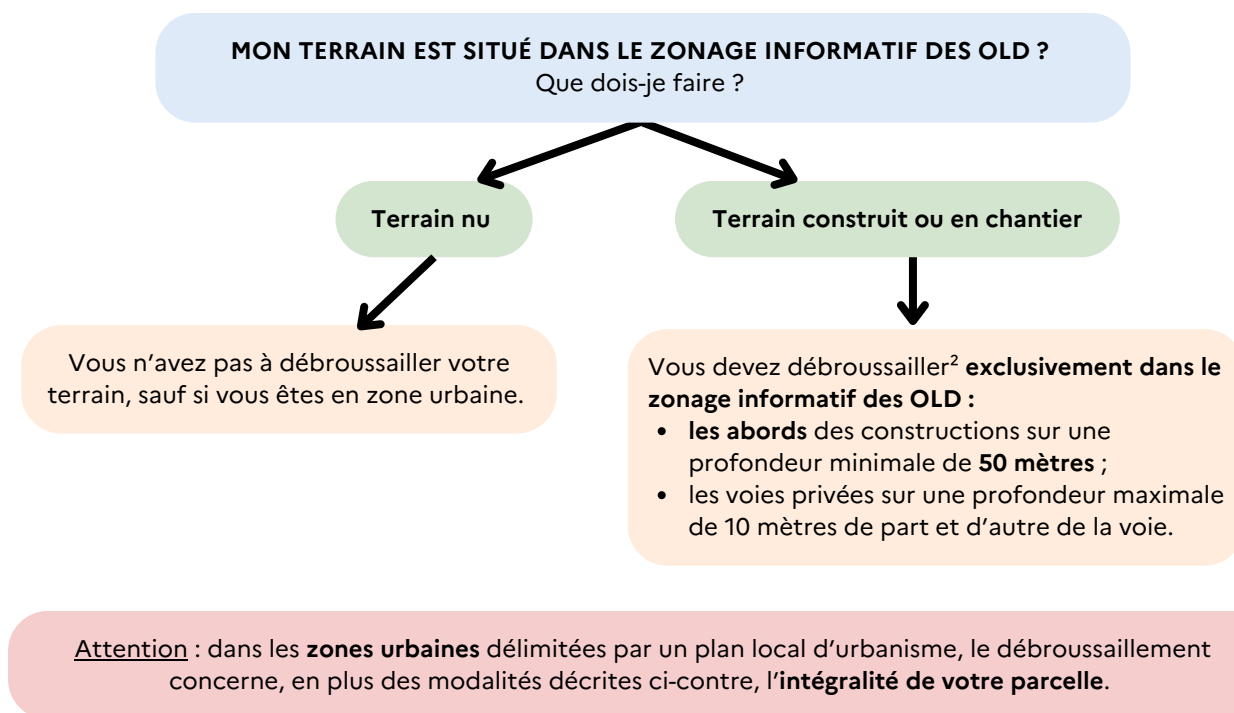 MON TERRAIN EST SITUÉ DANS LE ZONAGE INFORMATIF DES OLD ?
Que dois-je faire ?
Terrain nu
Terrain construit ou en chantier
Vous n’avez pas à débroussailler votre
terrain, sauf si vous êtes en zone urbaine.
Vous devez débroussailler² exclusivement dans le
zonage informatif des OLD :
• les abords des constructions sur une
profondeur minimale de 50 mètres ;
• les voies privées sur une profondeur maximale
de 10 mètres de part et d’autre de la voie.
Attention : dans les zones urbaines délimitées par un plan local d’urbanisme, le débroussaillement
concerne, en plus des modalités décrites ci-contre, l’intégralité de votre parcelle.